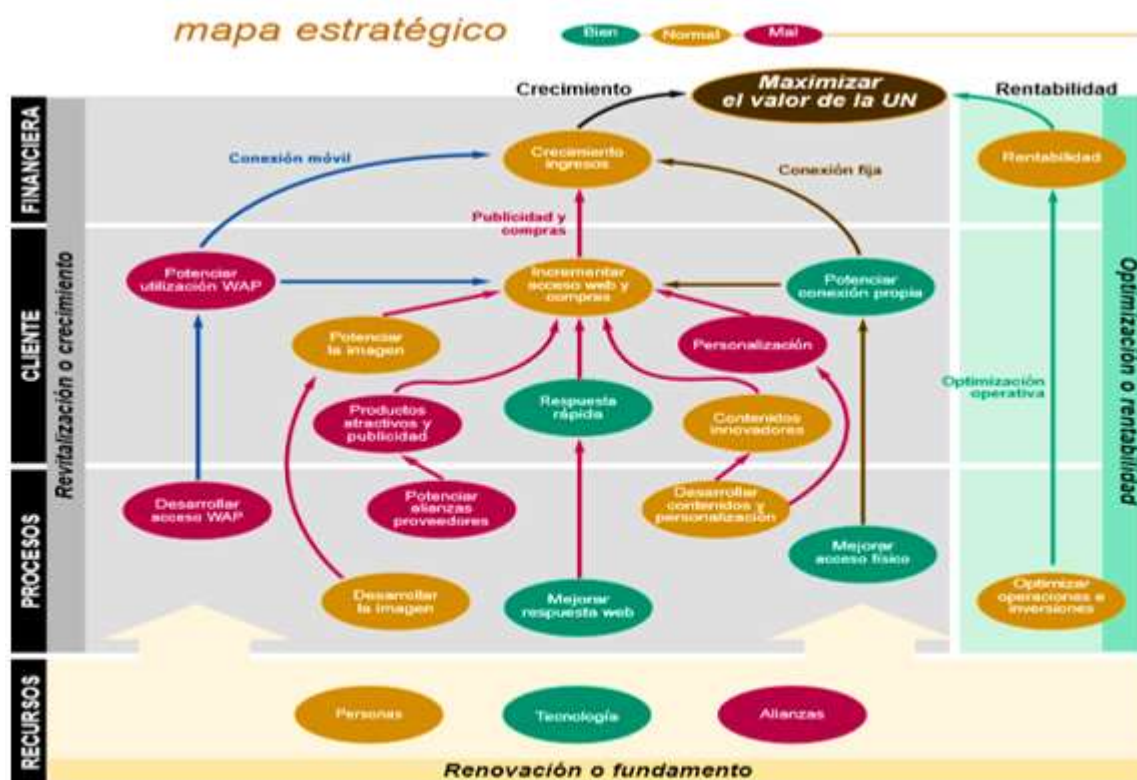 mapa estratégico
Bien
Normal
Mal
FINANCIERA
CLIENTE
PROCESOS
RECURSOS
Revitalización o crecimiento
Optimización o rentabilidad
Crecimiento
Maximizar
el valor de la UN
Rentabilidad
Conexión móvil
Crecimiento
ingresos
Conexión fija
Rentabilidad
Publicidad y
compras
Potenciar
utilización WAP
Incrementar
acceso web y
compras
Potenciar
conexión propia
Potenciar
la imagen
Personalización
Optimización
operativa
Productos
atractivos y
publicidad
Respuesta
rápida
Contenidos
innovadores
Desarrollar
acceso WAP
Potenciar
alianzas
proveedores
Desarrollar
contenidos y
personalización
Mejorar
acceso físico
Desarrollar
la imagen
Mejorar
respuesta web
Optimizar
operaciones e
inversiones
Personas
Tecnología
Alianzas
Renovación o fundamento